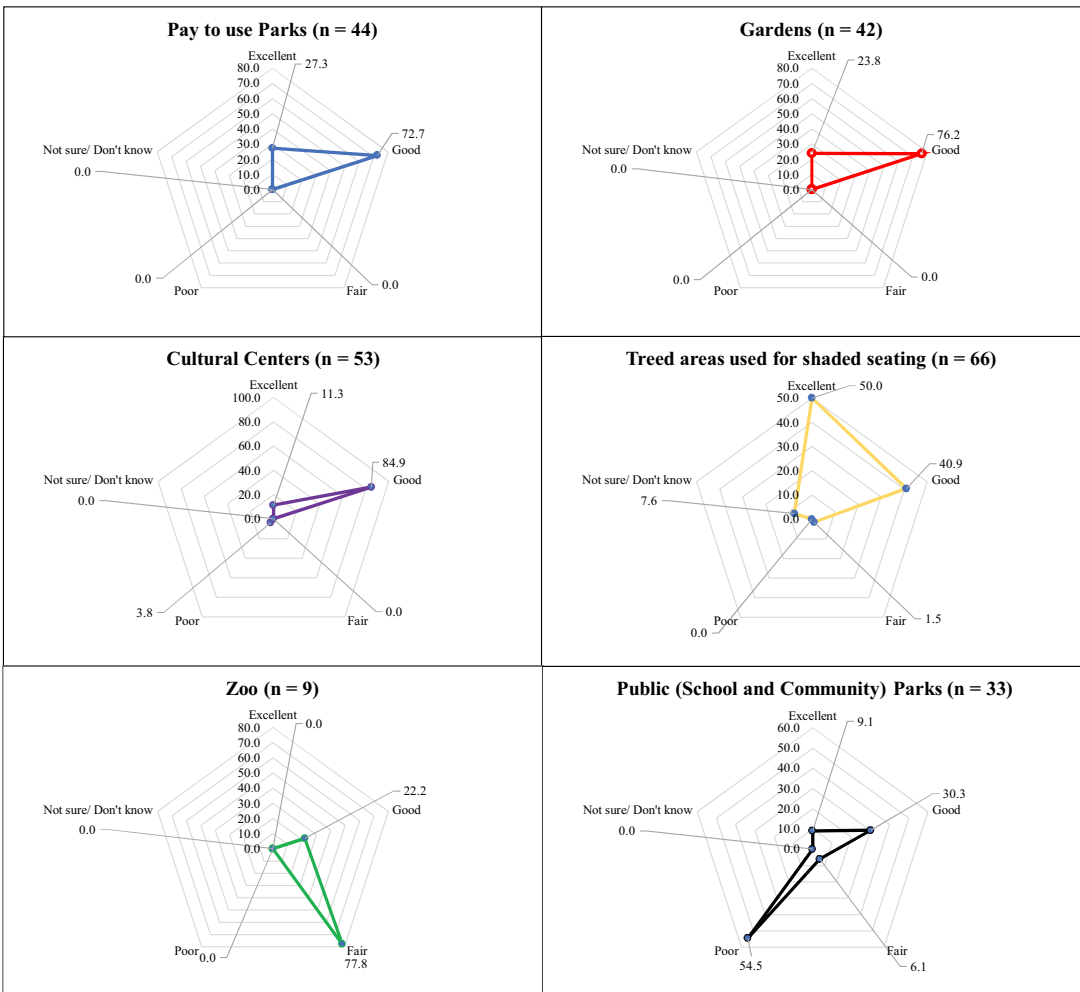 Pay to use Parks (n = 44)
Excellent
27.3
80.0
70.0
60.0
50.0
40.0
30.0
20.0
10.0
0.0
72.7
Good
Not sure/ Don't know
0.0
0.0
Poor
Fair
0.0
Gardens (n = 42)
Excellent
23.8
80.0
70.0
60.0
50.0
40.0
30.0
20.0
10.0
0.0
76.2
Good
Not sure/ Don't know
0.0
0.0
Poor
Fair
0.0
Cultural Centers (n = 53)
Excellent
11.3
100.0
80.0
60.0
40.0
20.0
0.0
84.9
Good
Not sure/ Don't know
0.0
3.8
Poor
Fair
0.0
Treed areas used for shaded seating (n = 66)
Excellent
50.0
50.0
40.0
30.0
20.0
10.0
0.0
40.9
Good
Not sure/ Don't know
7.6
0.0
Poor
Fair
1.5
Zoo (n = 9)
Excellent
0.0
80.0
70.0
60.0
50.0
40.0
30.0
20.0
10.0
0.0
22.2
Good
Not sure/ Don't know
0.0
Poor
0.0
Fair
77.8
Public (School and Community) Parks (n = 33)
Excellent
9.1
60.0
50.0
40.0
30.0
20.0
10.0
0.0
30.3
Good
Not sure/ Don't know
0.0
Poor
54.5
Fair
6.1